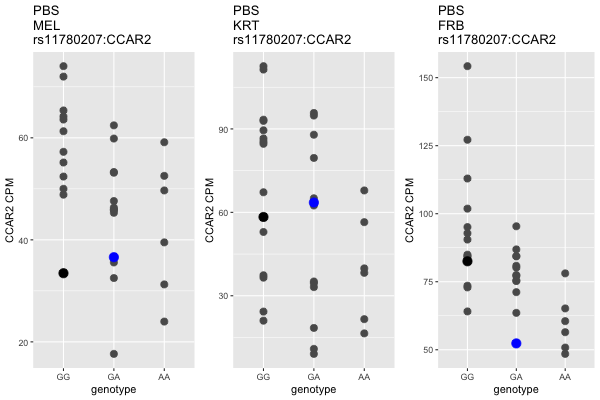 PBS
MEL
rs11780207:CCAR2
CCAR2 CPM
60
40
20
GG
GA
AA
genotype
PBS
KRT
rs11780207:CCAR2
CCAR2 CPM
90
60
30
GG
GA
AA
genotype
PBS
FRB
rs11780207:CCAR2
CCAR2 CPM
150
125
100
75
50
GG
GA
AA
genotype